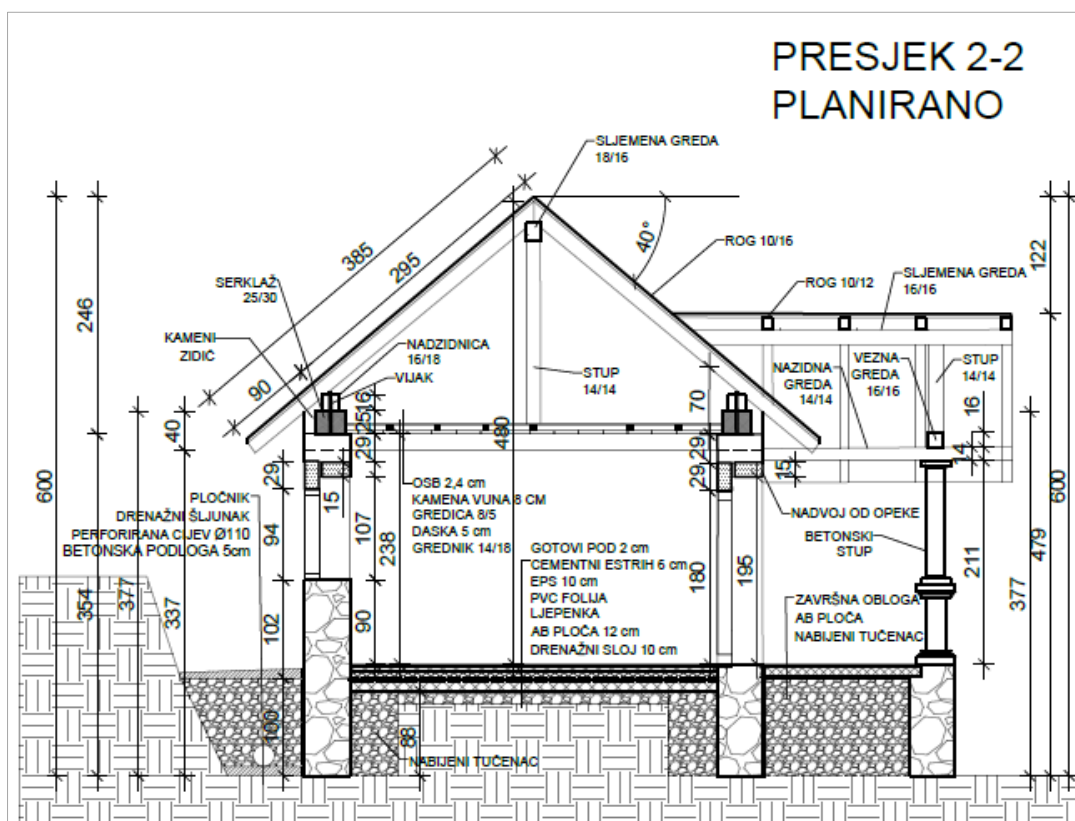 PRESJEK 2-2
PLANIRANO
SLJEMENA GREDA
18/16
385
295
90
40°
ROG 10/16
ROG 10/12
SLJEMENA GREDA
16/16
SERKLAŽ
25/30
KAMENI
ZIDIĆ
NADZIDNICA
16/18
VIJAK
STUP
14/14
NAZIDNA
GREDA
14/14
VEZNA
GREDA
16/16
STUP
14/14
600
246
354
377
40
337
29
94
102
100
15
16
25
29
107
90
238
480
88
70
29
29
180
195
15
16
14
211
122
479
377
600
PLOČNIK
DRENAŽNI ŠLJUNAK
PERFORIRANA CIJEV Ø110
BETONSKA PODLOGA 5cm
OSB 2,4 cm
KAMENA VUNA 8 CM
GREDICA 8/5
DASKA 5 cm
GREDNIK 14/18
GOTOVI POD 2 cm
CEMENTNI ESTRIH 6 cm
EPS 10 cm
PVC FOLIJA
LJEPENKA
AB PLOČA 12 cm
DRENAŽNI SLOJ 10 cm
NADVOJ OD OPEKE
BETONSKI
STUP
ZAVRŠNA OBLOGA
AB PLOČA
NABIJENI TUČENAC
NABIJENI TUČENAC